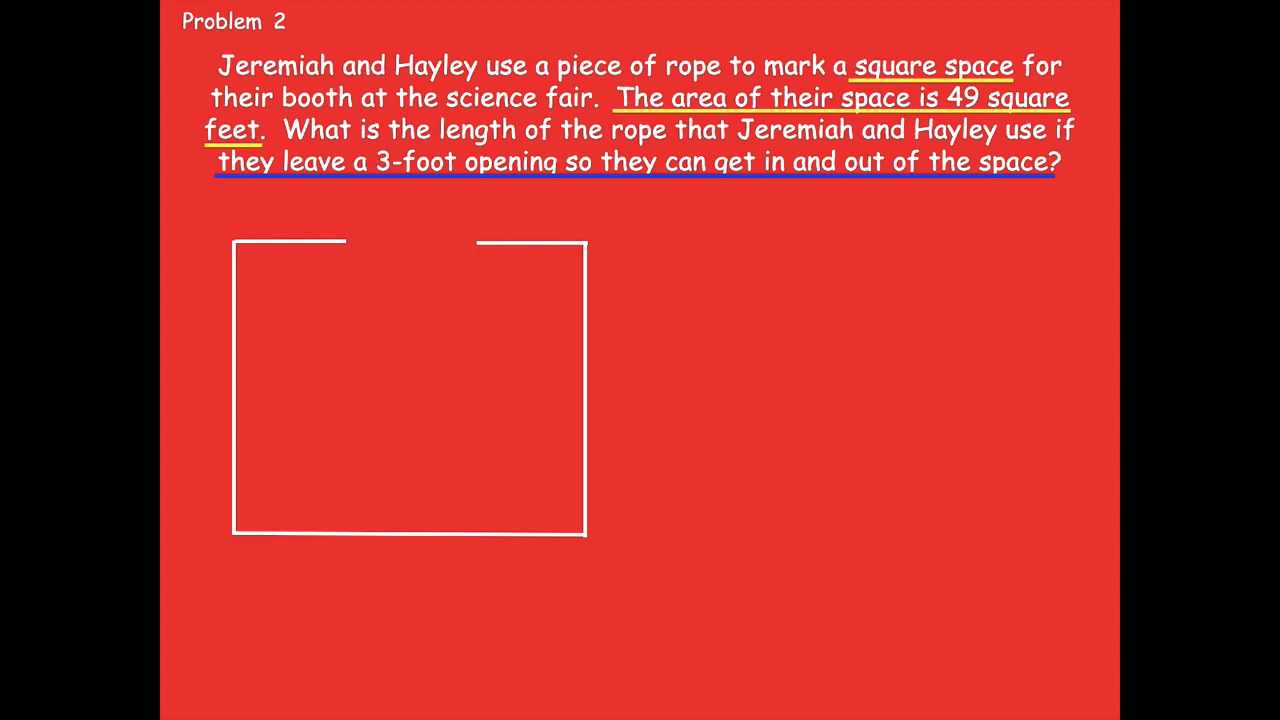 Problem 2
Jeremiah and Hayley use a piece of rope to mark a square space for
their booth at the science fair. The area of their space is 49 square
feet. What is the length of the rope that Jeremiah and Hayley use if
they leave a 3-foot opening so they can get in and out of the space?